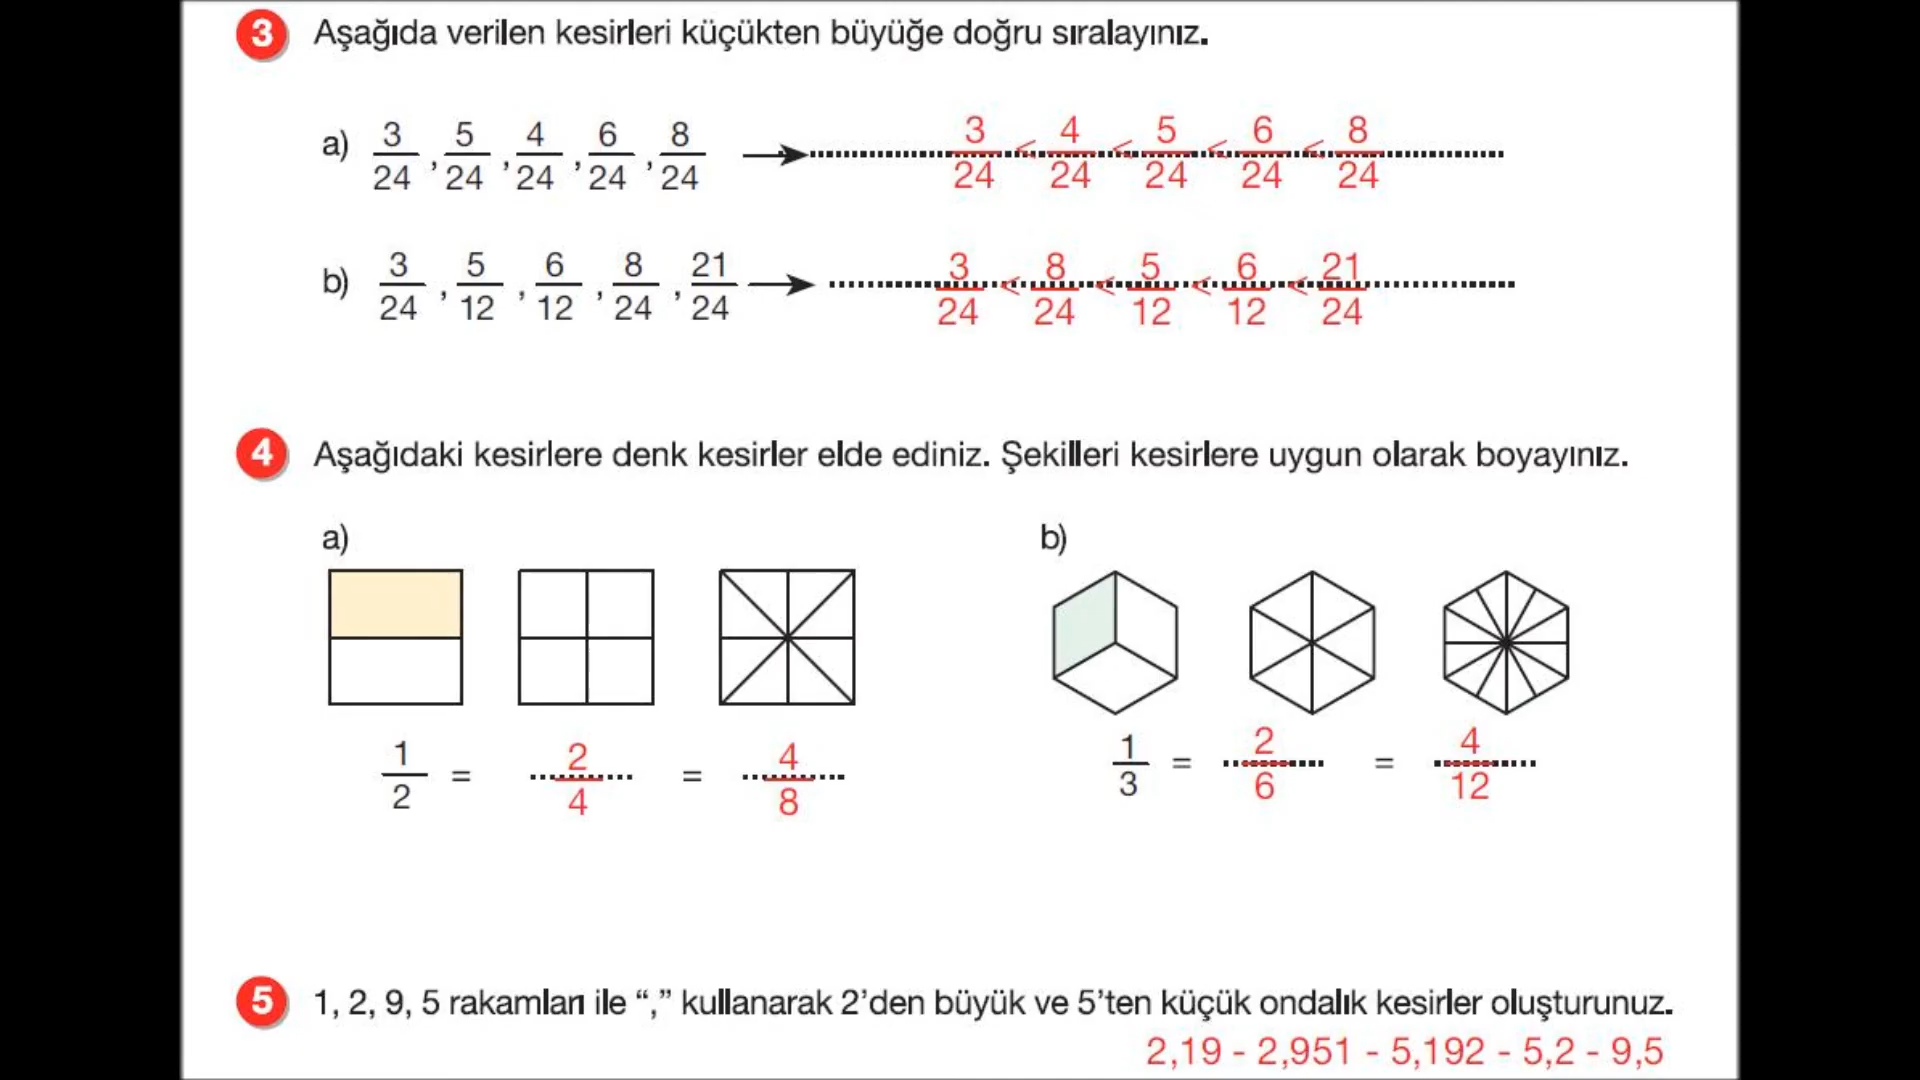 3 Aşağıda verilen kesirleri küçükten büyüğe doğru sıralayınız.
a) 3/24 , 5/24 , 4/24 , 6/24 , 8/24 → 3/24 < 4/24 < 5/24 < 6/24 < 8/24
b) 3/24 , 5/12 , 6/12 , 8/24 , 21/24 → 3/24 < 8/24 < 5/12 < 6/12 < 21/24
4 Aşağıdaki kesirlere denk kesirler elde ediniz. Şekilleri kesirlere uygun olarak boyayınız.
a)
1/2 = 2/4 = 4/8
b)
1/3 = 2/6 = 4/12
5 1, 2, 9, 5 rakamları ile “,” kullanarak 2’den büyük ve 5’ten küçük ondalık kesirler oluşturunuz.
2,19 - 2,951 - 5,192 - 5,2 - 9,5